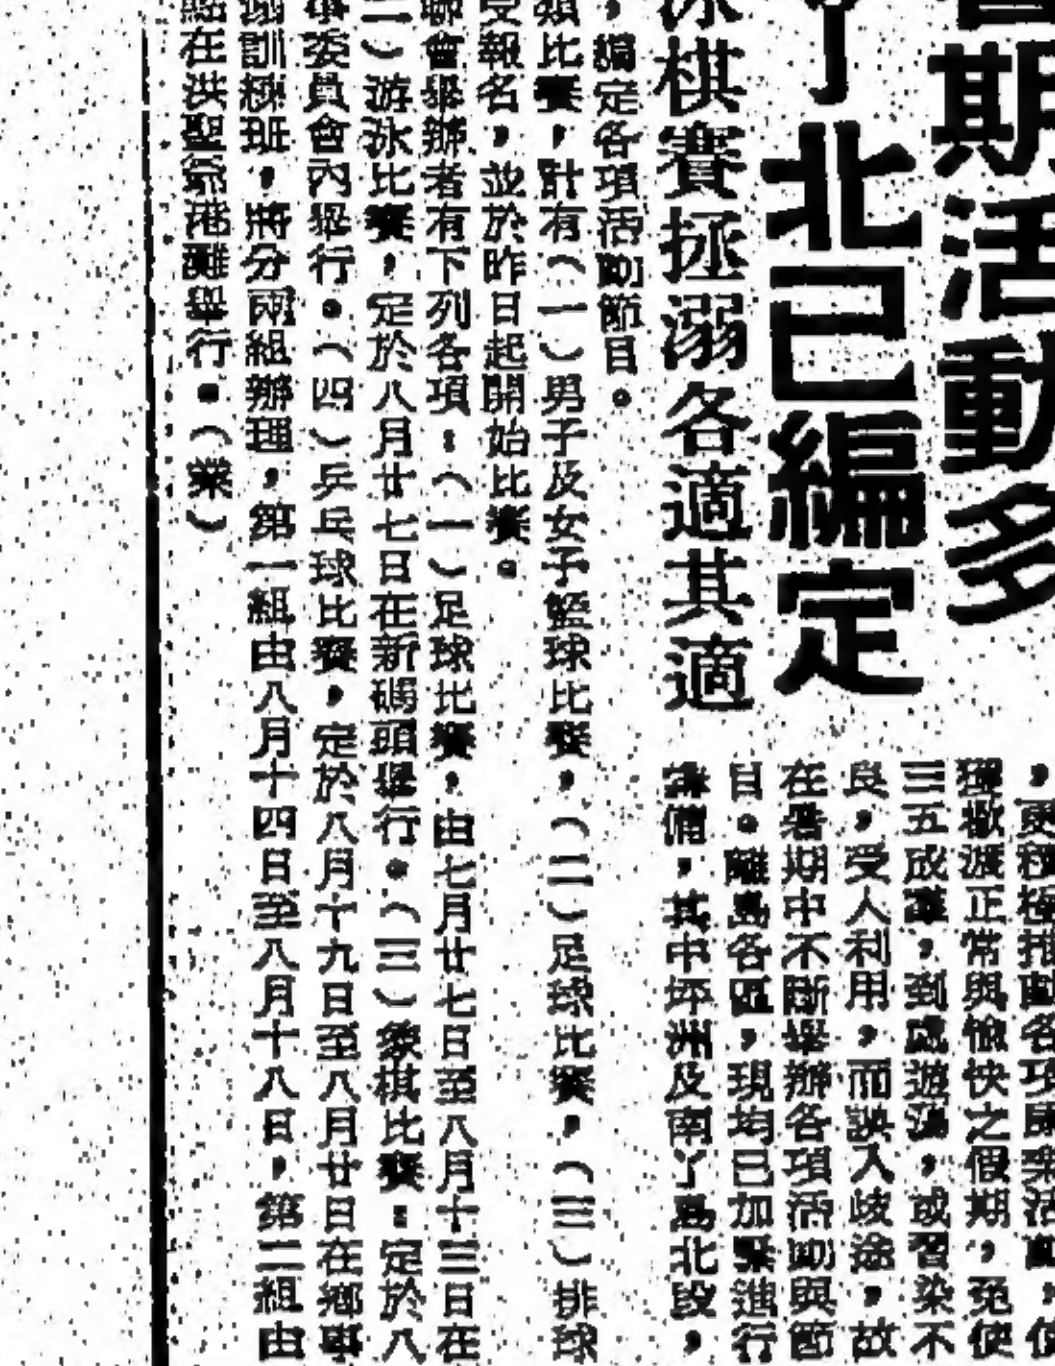 期活動多
了北已編定
泳棋賽拯溺各適其適
，更積極推動各項康樂活動，使
三五成羣，到處遊蕩，或習染不
良，受人利用，而誤入歧途，故
在暑期中不斷舉辦各項活動與節
目。離島各區，現均已加緊進行
籌備，其中坪洲及南丫島北段，
，編定各項活動節目。
類比賽，計有（一）男子及女子籃球比賽，（二）足球比賽，（三）排球
受報名，並於昨日起開始比賽。
聯會舉辦者有下列各項：（一）足球比賽，由七月廿七日至八月十三日在
二）游泳比賽，定於八月廿七日在新碼頭舉行。（三）象棋比賽：定於八
事委員會內舉行。（四）乒乓球比賽，定於八月十九日至八月廿日在鄉事
溺訓練班，將分兩組辦理，第一組由八月十四日至八月十八日，第二組由
點在洪聖爺港灘舉行。（業）